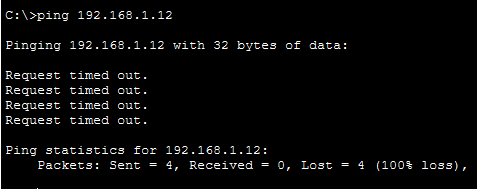 C:\>ping 192.168.1.12
Pinging 192.168.1.12 with 32 bytes of data:
Request timed out.
Request timed out.
Request timed out.
Request timed out.
Ping statistics for 192.168.1.12:
Packets: Sent = 4, Received = 0, Lost = 4 (100% loss),